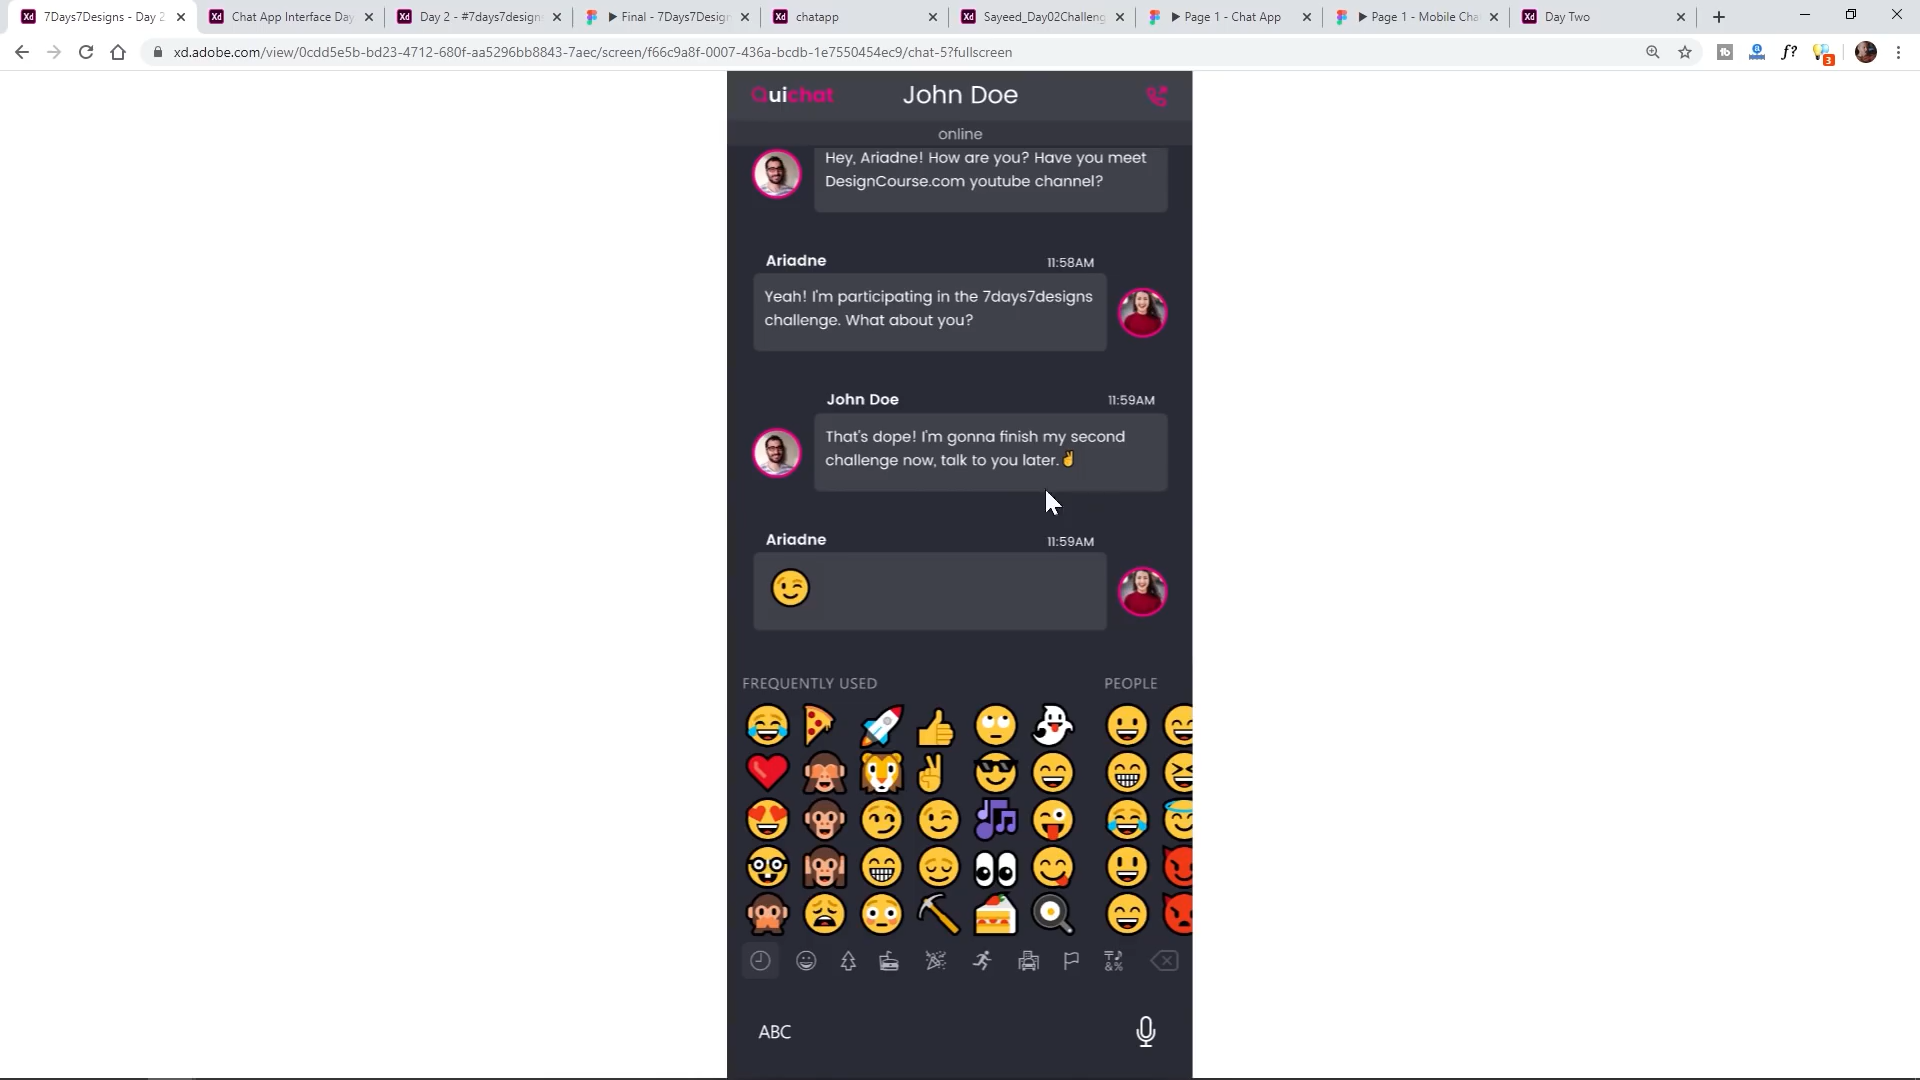 7Days7Designs - Day 2
Chat App Interface Day
Day 2 - #7days7design
▶ Final - 7Days7Design
chatapp
Sayeed_Day02Challeng
▶ Page 1 - Chat App
▶ Page 1 - Mobile Cha
Day Two
xd.adobe.com/view/0cdd5e5b-bd23-4712-680f-aa5296bb8843-7aec/screen/f66c9a8f-0007-436a-bcdb-1e7550454ec9/chat-5?fullscreen
f?
3
Quichat
John Doe
online
Hey, Ariadne! How are you? Have you meet
DesignCourse.com youtube channel?
Ariadne
11:58AM
Yeah! I'm participating in the 7days7designs
challenge. What about you?
John Doe
11:59AM
That's dope! I'm gonna finish my second
challenge now, talk to you later.✌
Ariadne
11:59AM
😉
FREQUENTLY USED
PEOPLE
ABC